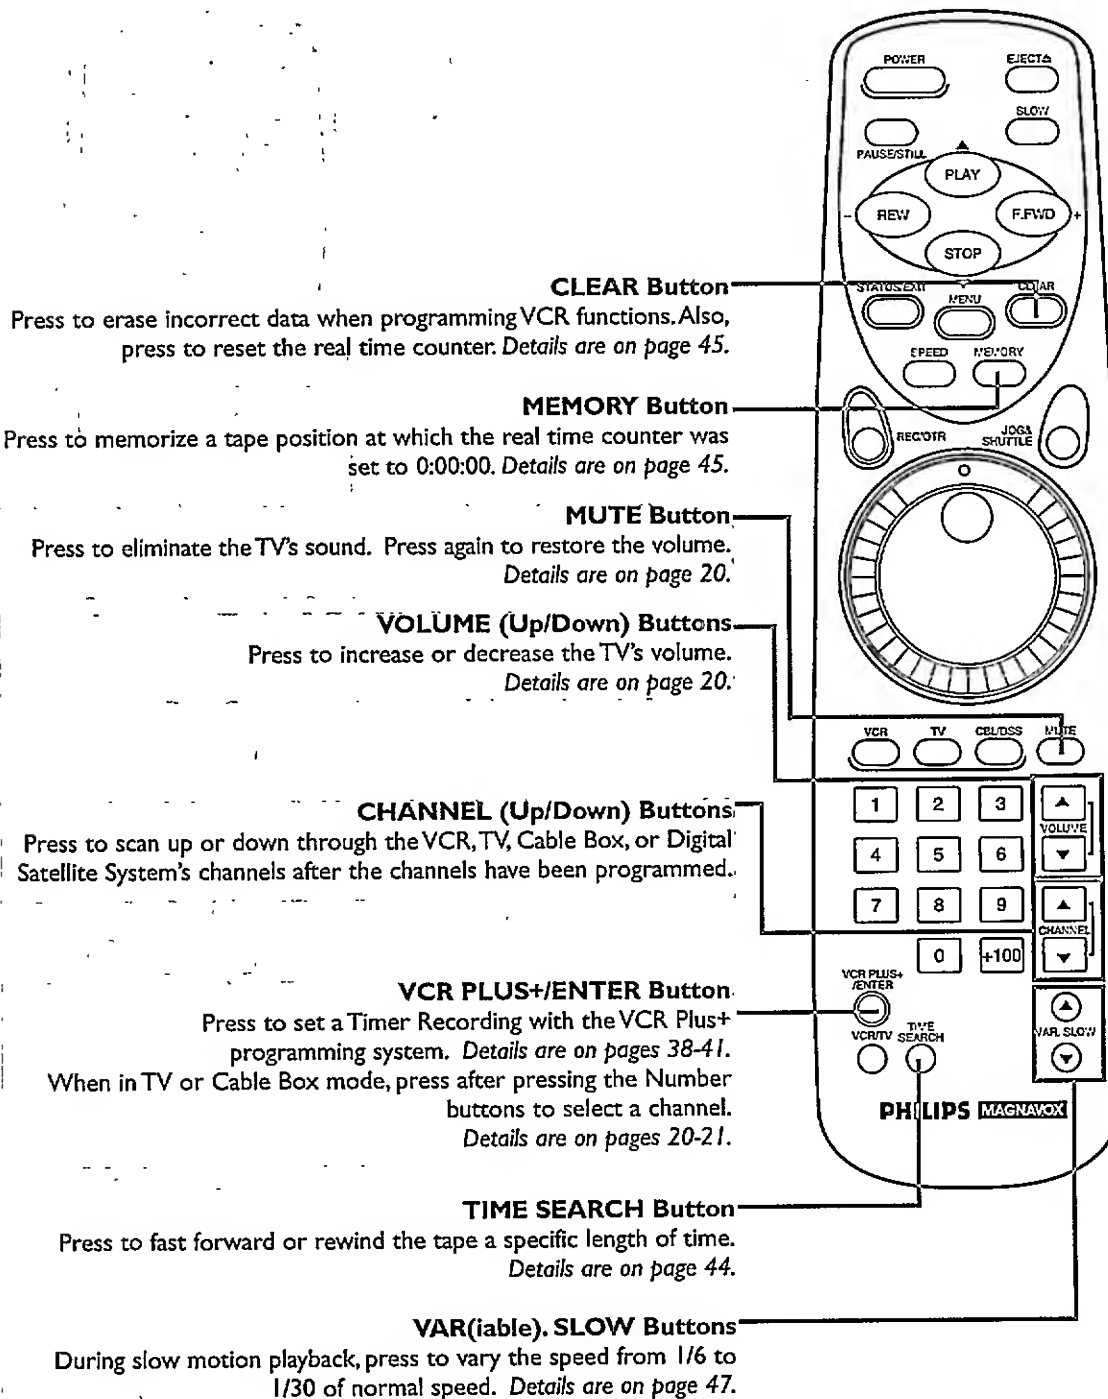 POWER
EJECT
SLOW
PAUSE/STILL
PLAY
- REW
F.FWD +
STOP
STATUS/EXIT
MENU
CLEAR
SPEED
MEMORY
REC/OTR
JOG&
SHUTTLE
VCR
TV
CBL/DSS
MUTE
1 2 3
VOLUME
4 5 6
7 8 9
CHANNEL
0 +100
VCR PLUS+
/ENTER
VCR/TV
TIME
SEARCH
VAR. SLOW
PHILIPS MAGNAVOX
CLEAR Button
Press to erase incorrect data when programming VCR functions. Also,
press to reset the real time counter. Details are on page 45.
MEMORY Button
Press to memorize a tape position at which the real time counter was
set to 0:00:00. Details are on page 45.
MUTE Button
Press to eliminate the TV's sound. Press again to restore the volume.
Details are on page 20.
VOLUME (Up/Down) Buttons
Press to increase or decrease the TV's volume.
Details are on page 20.
CHANNEL (Up/Down) Buttons
Press to scan up or down through the VCR, TV, Cable Box, or Digital
Satellite System's channels after the channels have been programmed.
VCR PLUS+/ENTER Button
Press to set a Timer Recording with the VCR Plus+
programming system. Details are on pages 38-41.
When in TV or Cable Box mode, press after pressing the Number
buttons to select a channel.
Details are on pages 20-21.
TIME SEARCH Button
Press to fast forward or rewind the tape a specific length of time.
Details are on page 44.
VAR(iable). SLOW Buttons
During slow motion playback, press to vary the speed from 1/6 to
1/30 of normal speed. Details are on page 47.